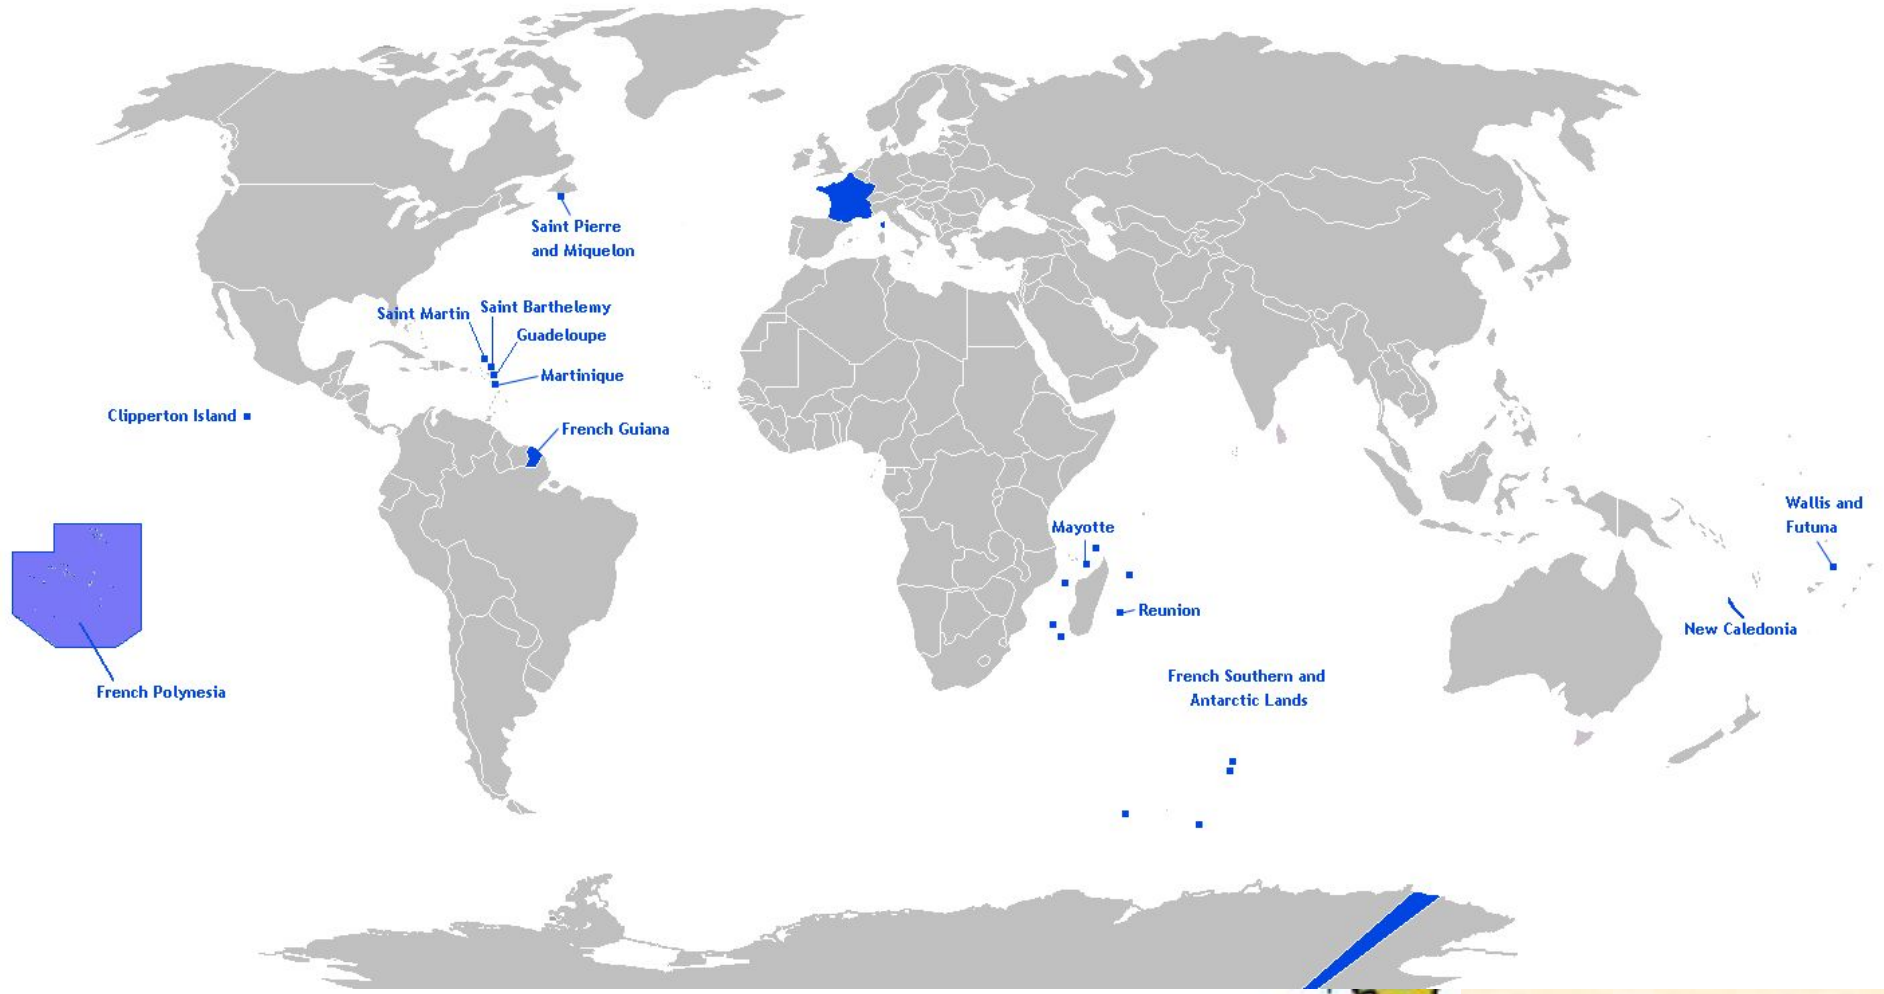 Saint Pierre
and Miquelon
Saint Martin
Saint Barthelemy
Guadeloupe
Martinique
Clipperton Island
French Guiana
Wallis and
Futuna
Mayotte
Reunion
New Caledonia
French Southern and
Antarctic Lands
French Polynesia